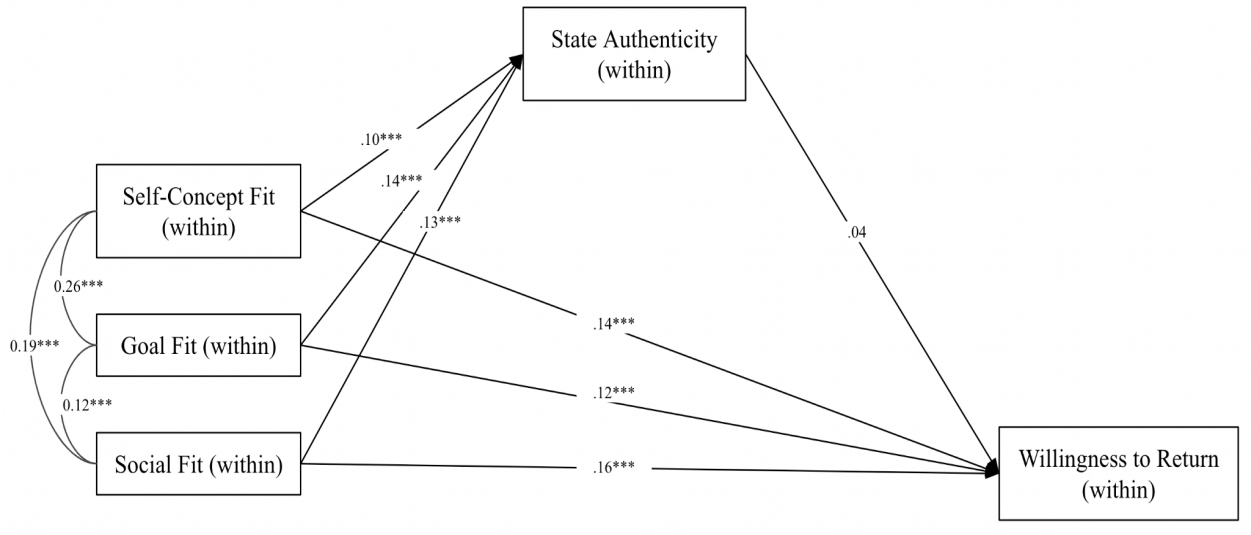 State Authenticity
(within)
.10***
.14***
Self-Concept Fit
(within)
.13***
.04
0.26***
.14***
0.19***
Goal Fit (within)
.12***
0.12***
Social Fit (within)
.16***
Willingness to Return
(within)